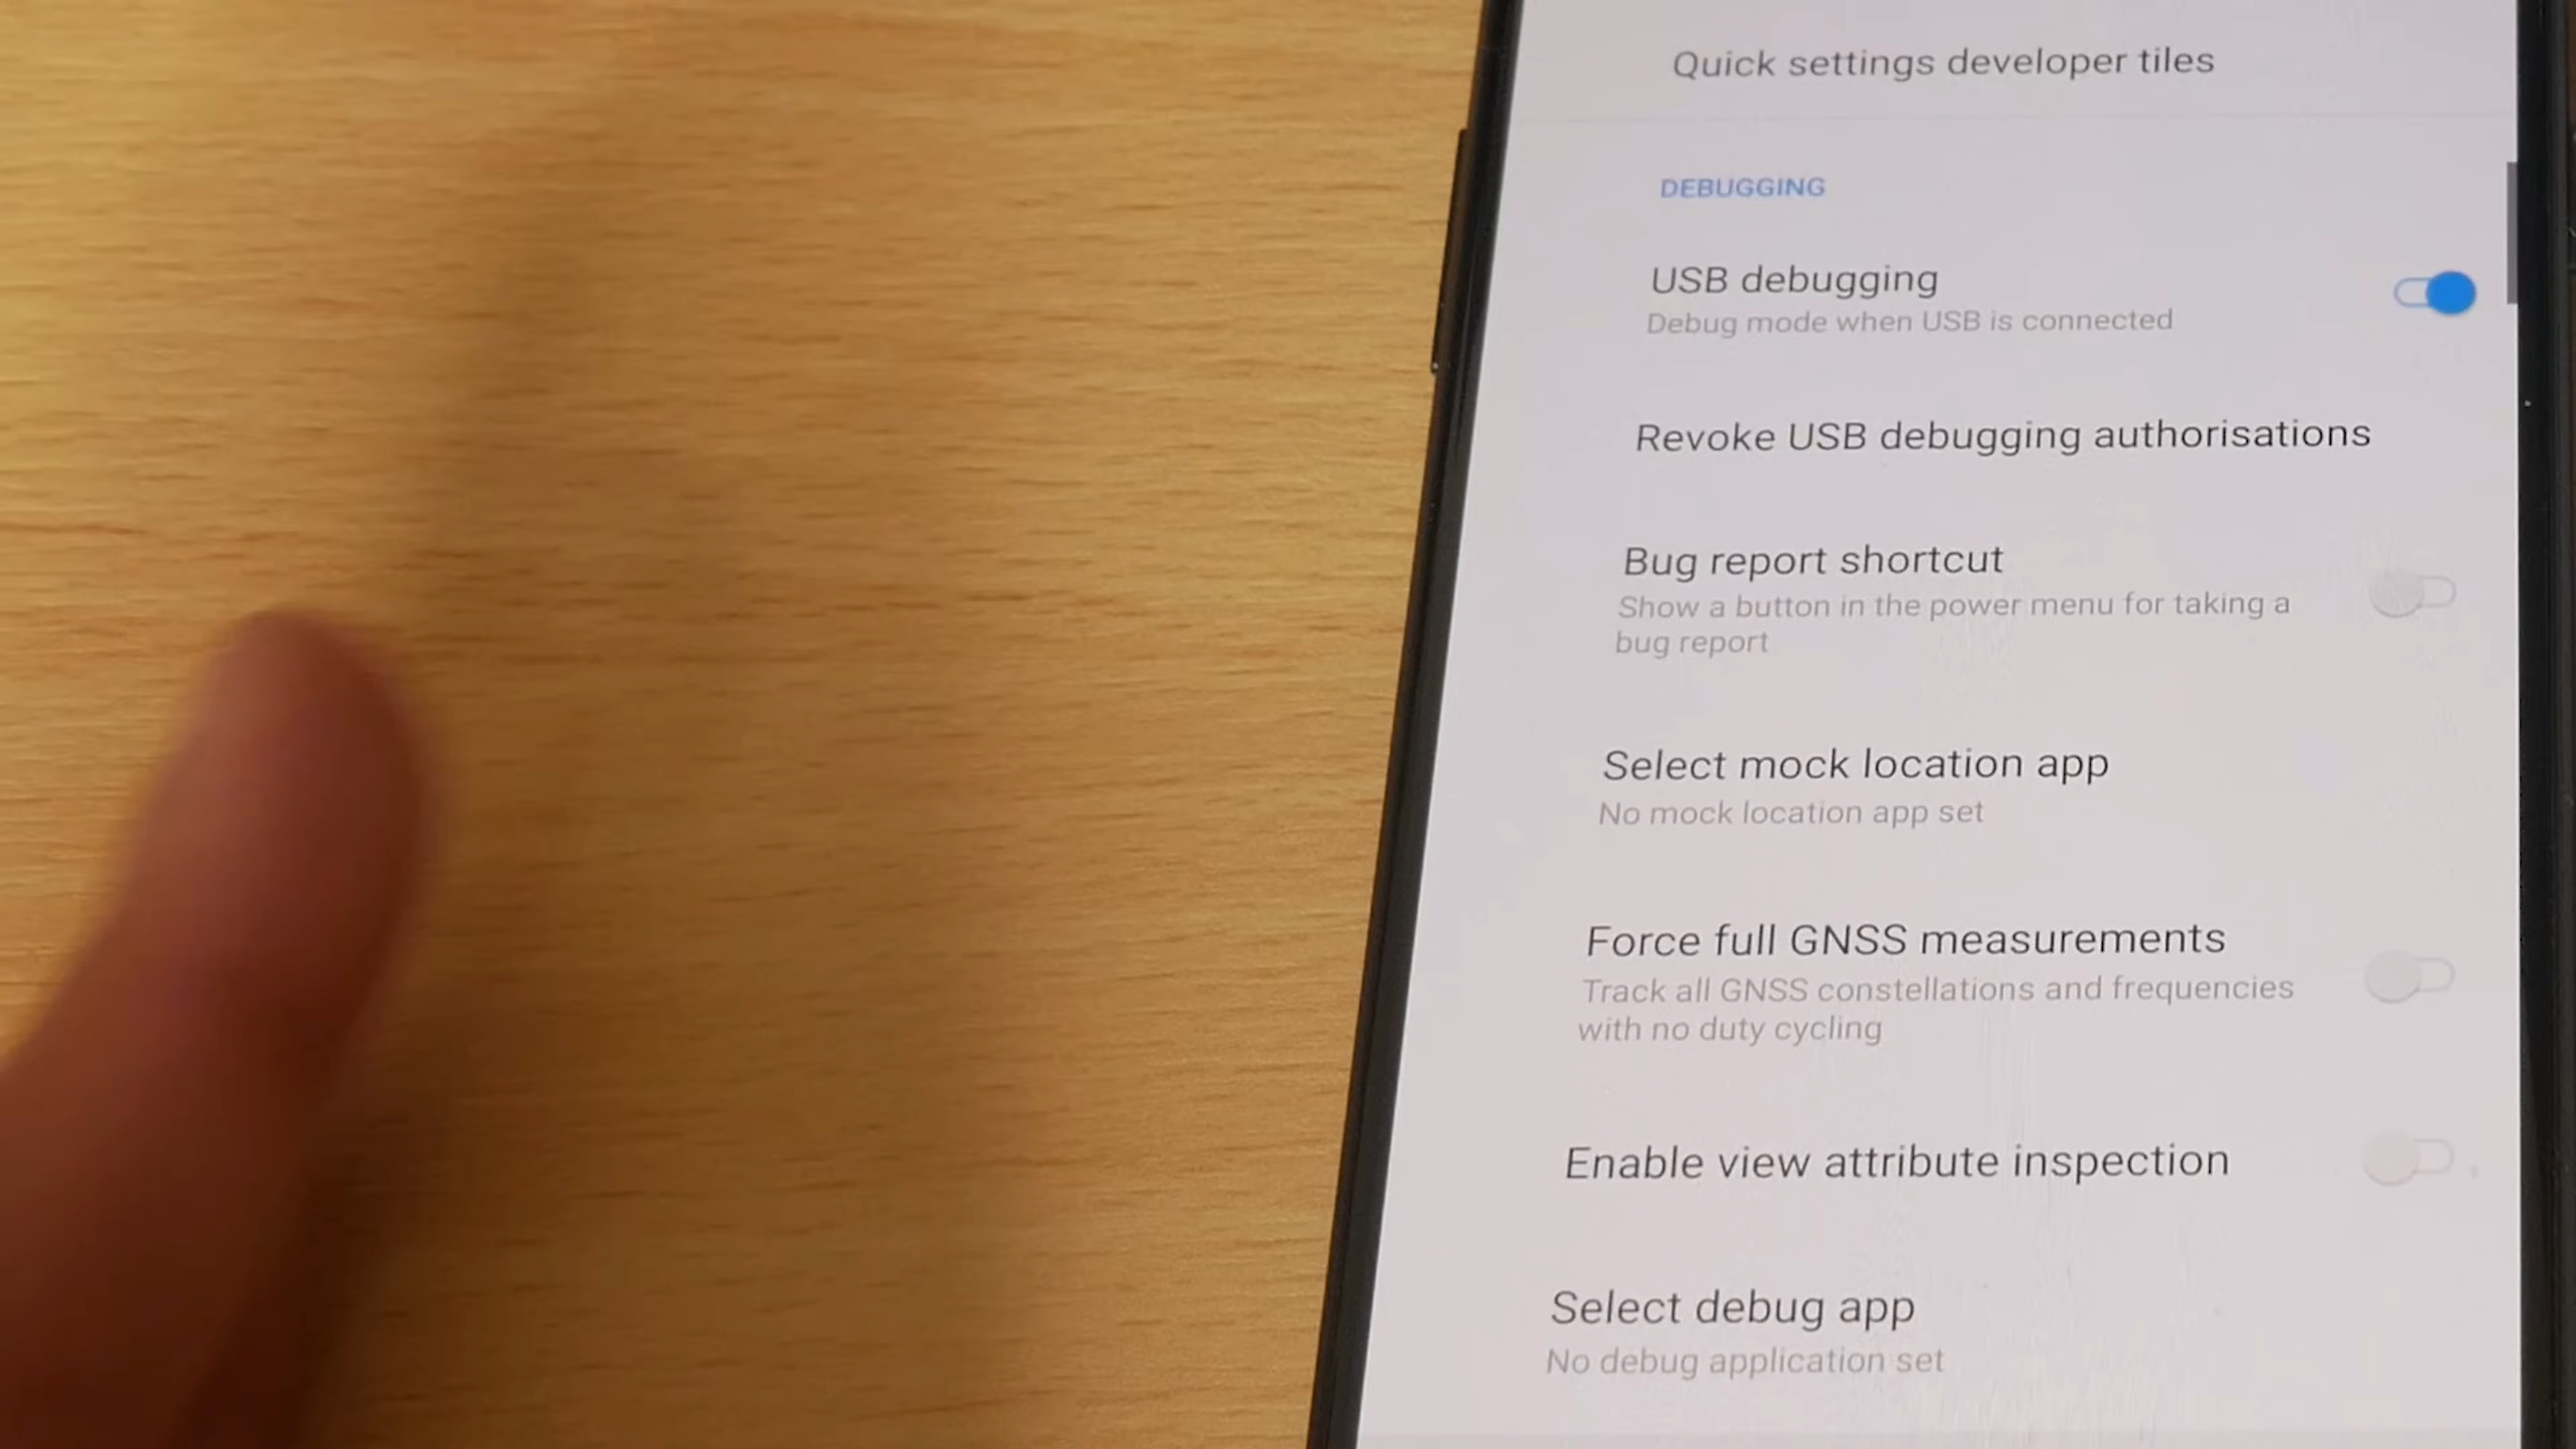 Quick settings developer tiles
DEBUGGING
USB debugging
Debug mode when USB is connected
Revoke USB debugging authorisations
Bug report shortcut
Show a button in the power menu for taking a
bug report
Select mock location app
No mock location app set
Force full GNSS measurements
Track all GNSS constellations and frequencies
with no duty cycling
Enable view attribute inspection
Select debug app
No debug application set